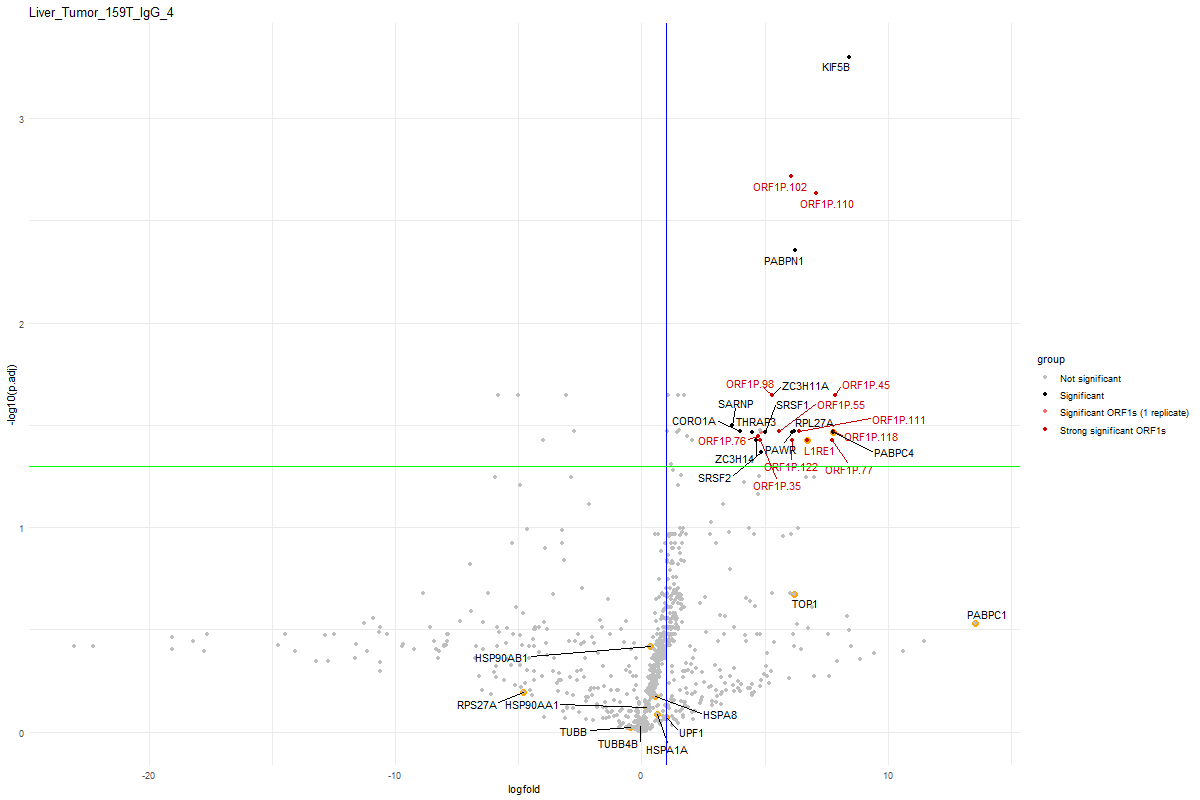 Liver_Tumor_159T_IgG_4
KIF5B
3
ORF1P.102
ORF1P.110
PABPN1
2
ORF1P.98
ZC3H11A
ORF1P.45
SARNP
SRSF1
ORF1P.55
CORO1A
THRAP3
RPL27A
ORF1P.111
ORF1P.76
ORF1P.118
PAWR
L1RE1
PABPC4
ZC3H14
ORF1P.122
ORF1P.77
SRSF2
ORF1P.35
1
TOP1
PABPC1
HSP90AB1
RPS27A
HSP90AA1
HSPA8
TUBB
UPF1
TUBB4B
HSPA1A
0
-20
-10
0
10
logfold
-log10(p.adj)
group
Not significant
Significant
Significant ORF1s (1 replicate)
Strong significant ORF1s